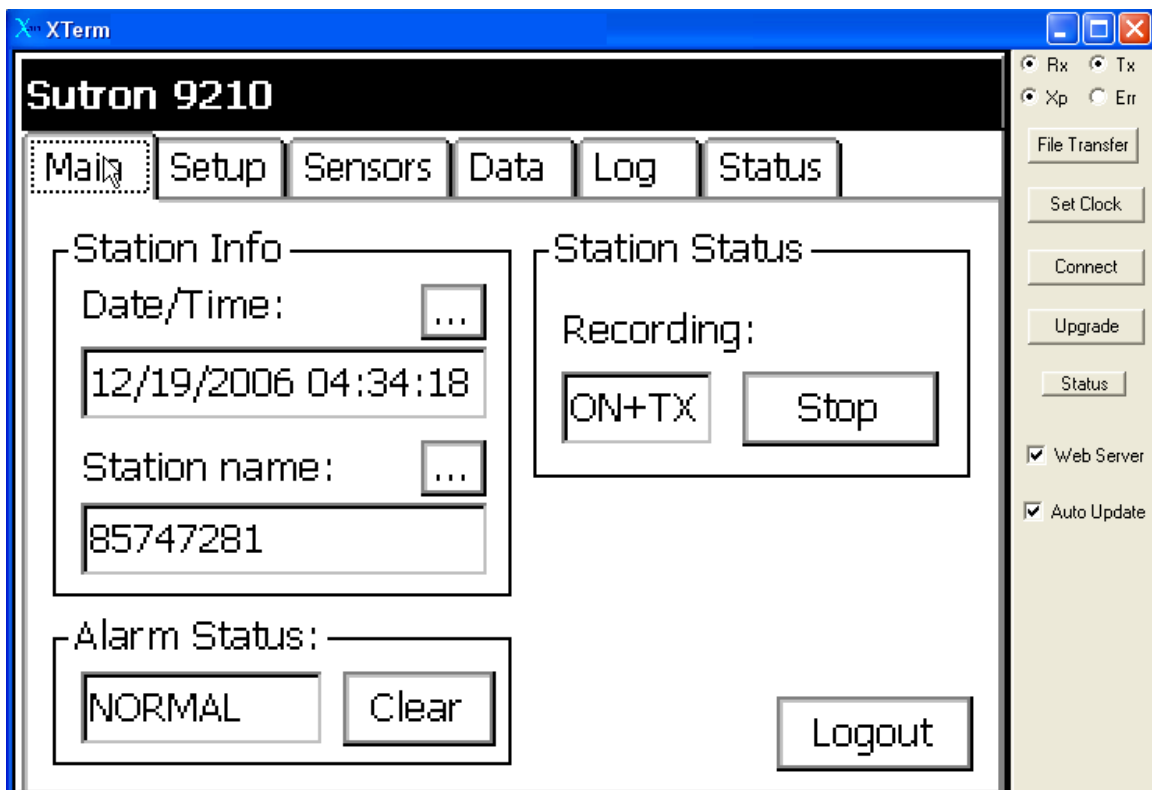 XTerm
Sutron 9210
Main Setup Sensors Data Log Status
Station Info
Date/Time: ...
12/19/2006 04:34:18
Station name: ...
85747281
Alarm Status:
NORMAL Clear
Station Status
Recording:
ON+TX Stop
Logout
Rx Tx
Xp Err
File Transfer
Set Clock
Connect
Upgrade
Status
Web Server
Auto Update